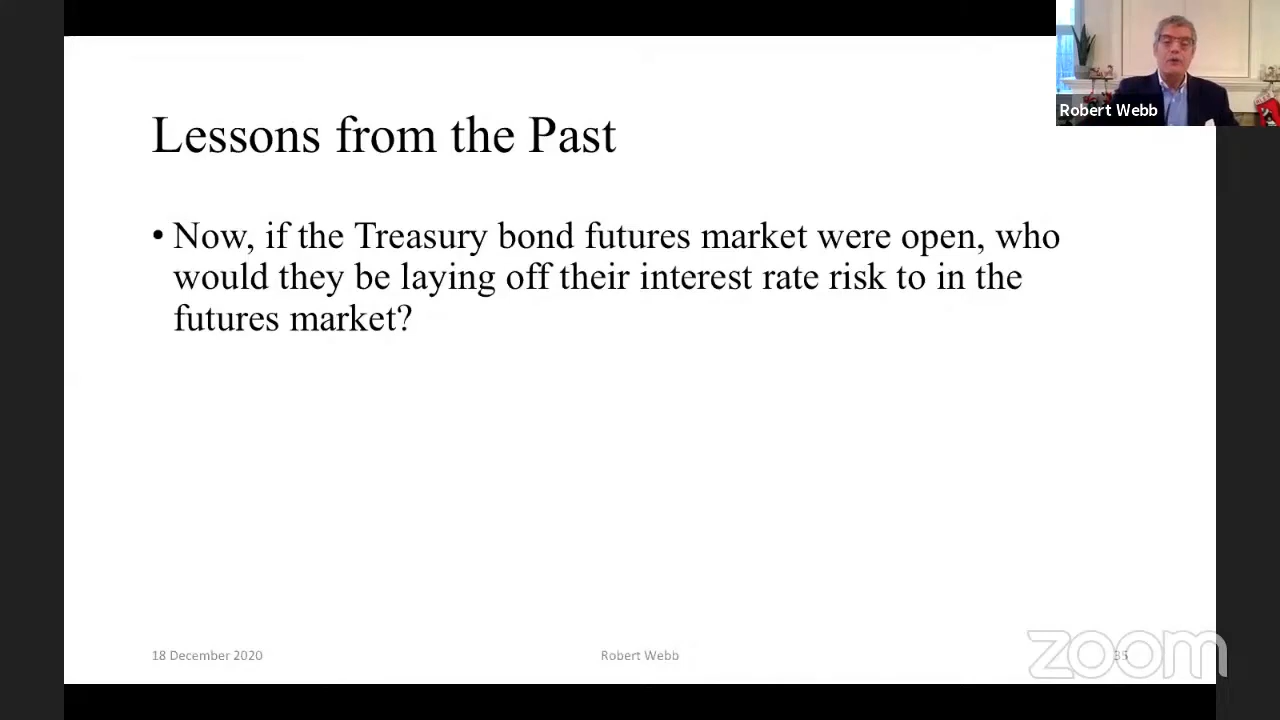 Robert Webb
Lessons from the Past
• Now, if the Treasury bond futures market were open, who
would they be laying off their interest rate risk to in the
futures market?
18 December 2020
Robert Webb
35
zoom